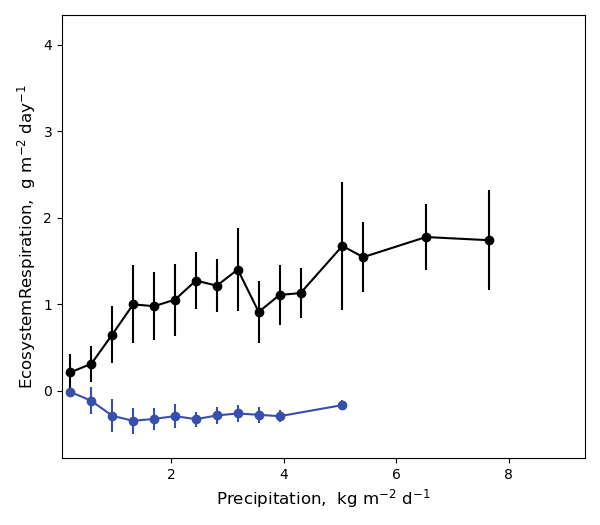 4
3
2
1
0
EcosystemRespiration, g m⁻² day⁻¹
2 4 6 8
Precipitation, kg m⁻² d⁻¹